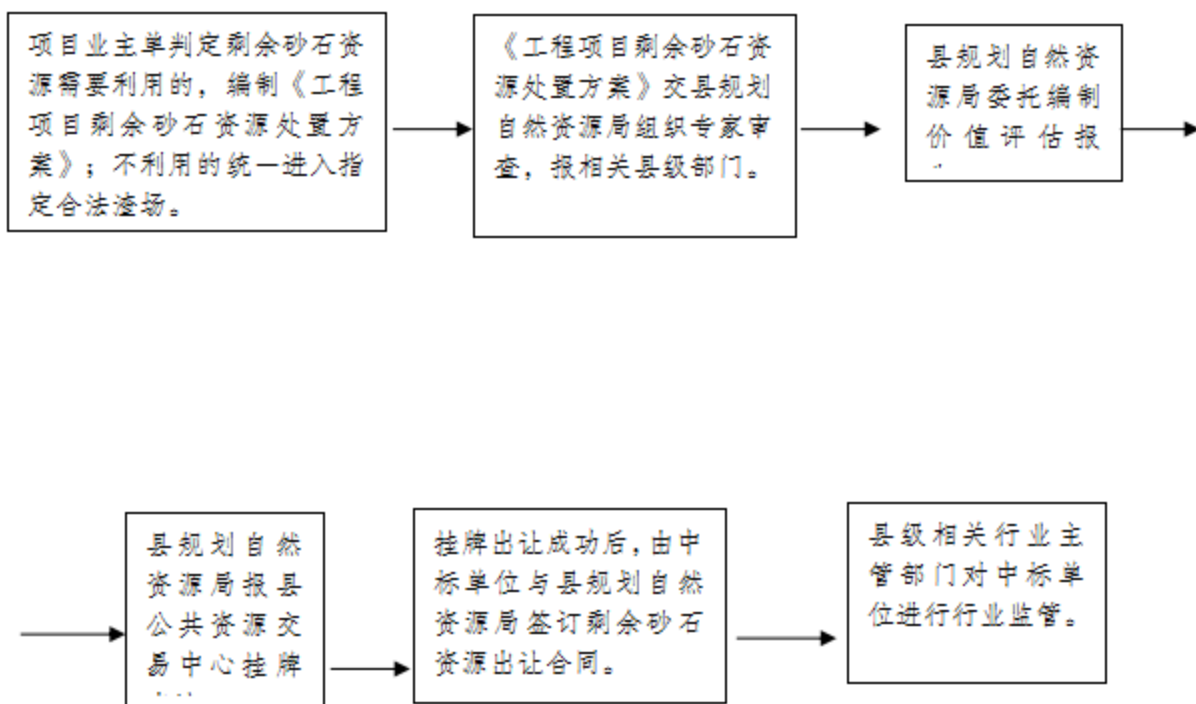 项目业主单判定剩余砂石资
源需要利用的，编制《工程
项目剩余砂石资源处置方
案》；不利用的统一进入指
定合法渣场。
《工程项目剩余砂石资
源处置方案》交县规划
自然资源局组织专家审
查，报相关县级部门。
县规划自然资
源局委托编制
价值评估报
县规划自然
资源局报县
公共资源交
易中心挂牌
挂牌出让成功后，由中
标单位与县规划自然
资源局签订剩余砂石
资源出让合同。
县级相关行业主
管部门对中标单
位进行行业监管。